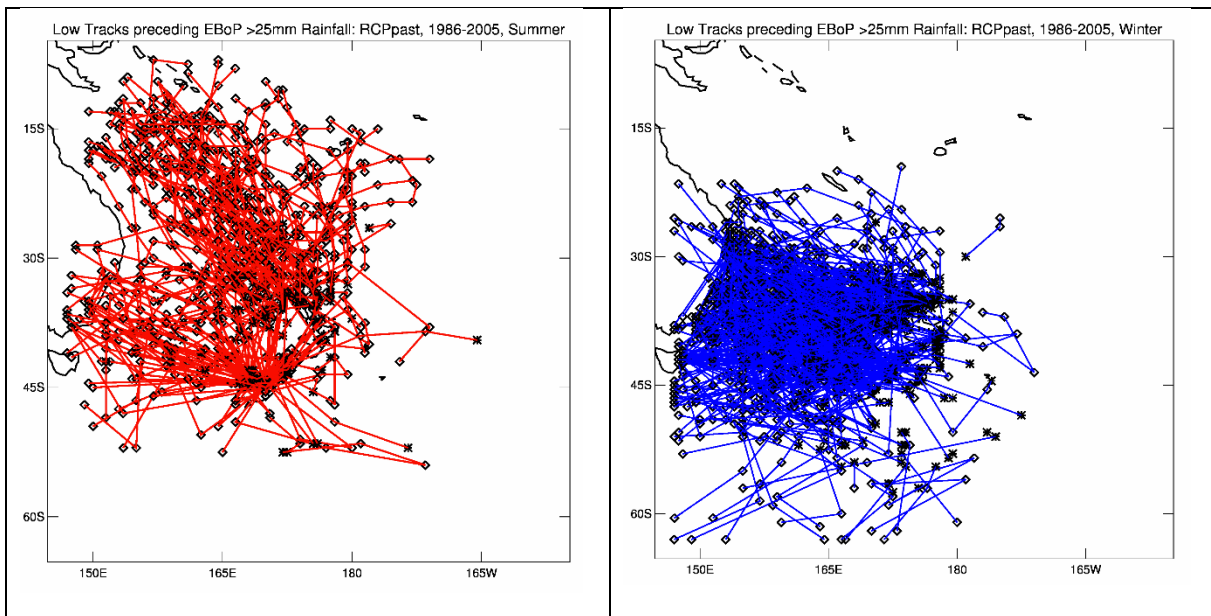 Low Tracks preceding EBoP >25mm Rainfall: RCPpast, 1986-2005, Summer
15S
30S
45S
60S
150E
165E
180
165W
Low Tracks preceding EBoP >25mm Rainfall: RCPpast, 1986-2005, Winter
15S
30S
45S
60S
150E
165E
180
165W